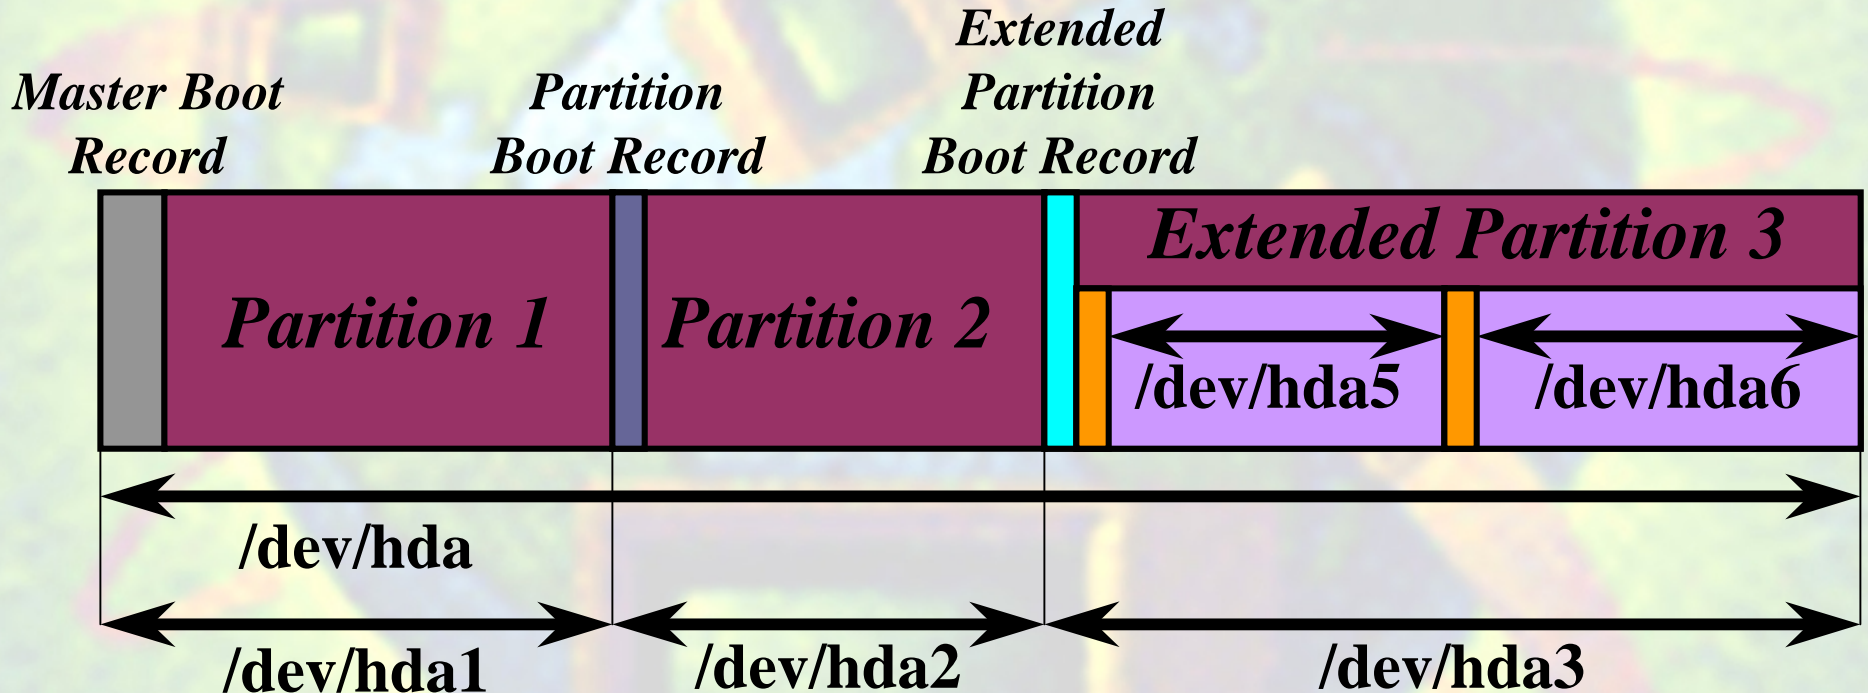 Master Boot
Record
Partition
Boot Record
Extended
Partition
Boot Record
Partition 1
Partition 2
Extended Partition 3
/dev/hda5
/dev/hda6
/dev/hda
/dev/hda1
/dev/hda2
/dev/hda3